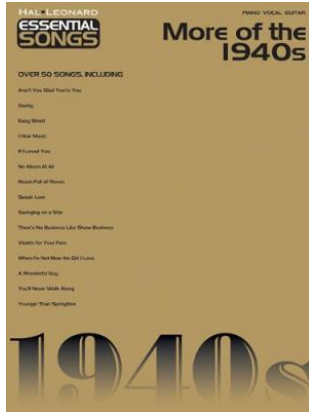 HAL•LEONARD
ESSENTIAL
SONGS
PIANO VOCAL GUITAR
More of the
1940s
OVER 50 SONGS, INCLUDING
Aren't You Glad You're You
Daddy
Easy Street
I Hear Music
If I Loved You
No Moon At All
Room Full of Roses
Speak Low
Swinging on a Star
There's No Business Like Show Business
Violets for Your Furs
When I'm Not Near the Girl I Love
A Wonderful Guy
You'll Never Walk Alone
Younger Than Springtime
1940s